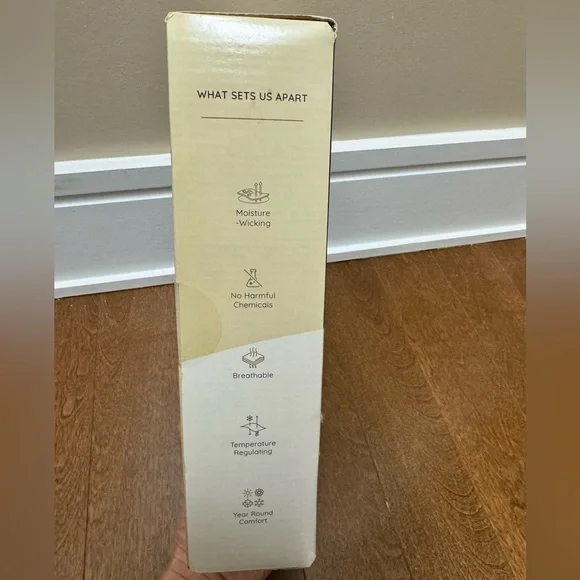 WHAT SETS US APART
Moisture
-Wicking
No Harmful
Chemicals
Breathable
Temperature
Regulating
Year Round
Comfort